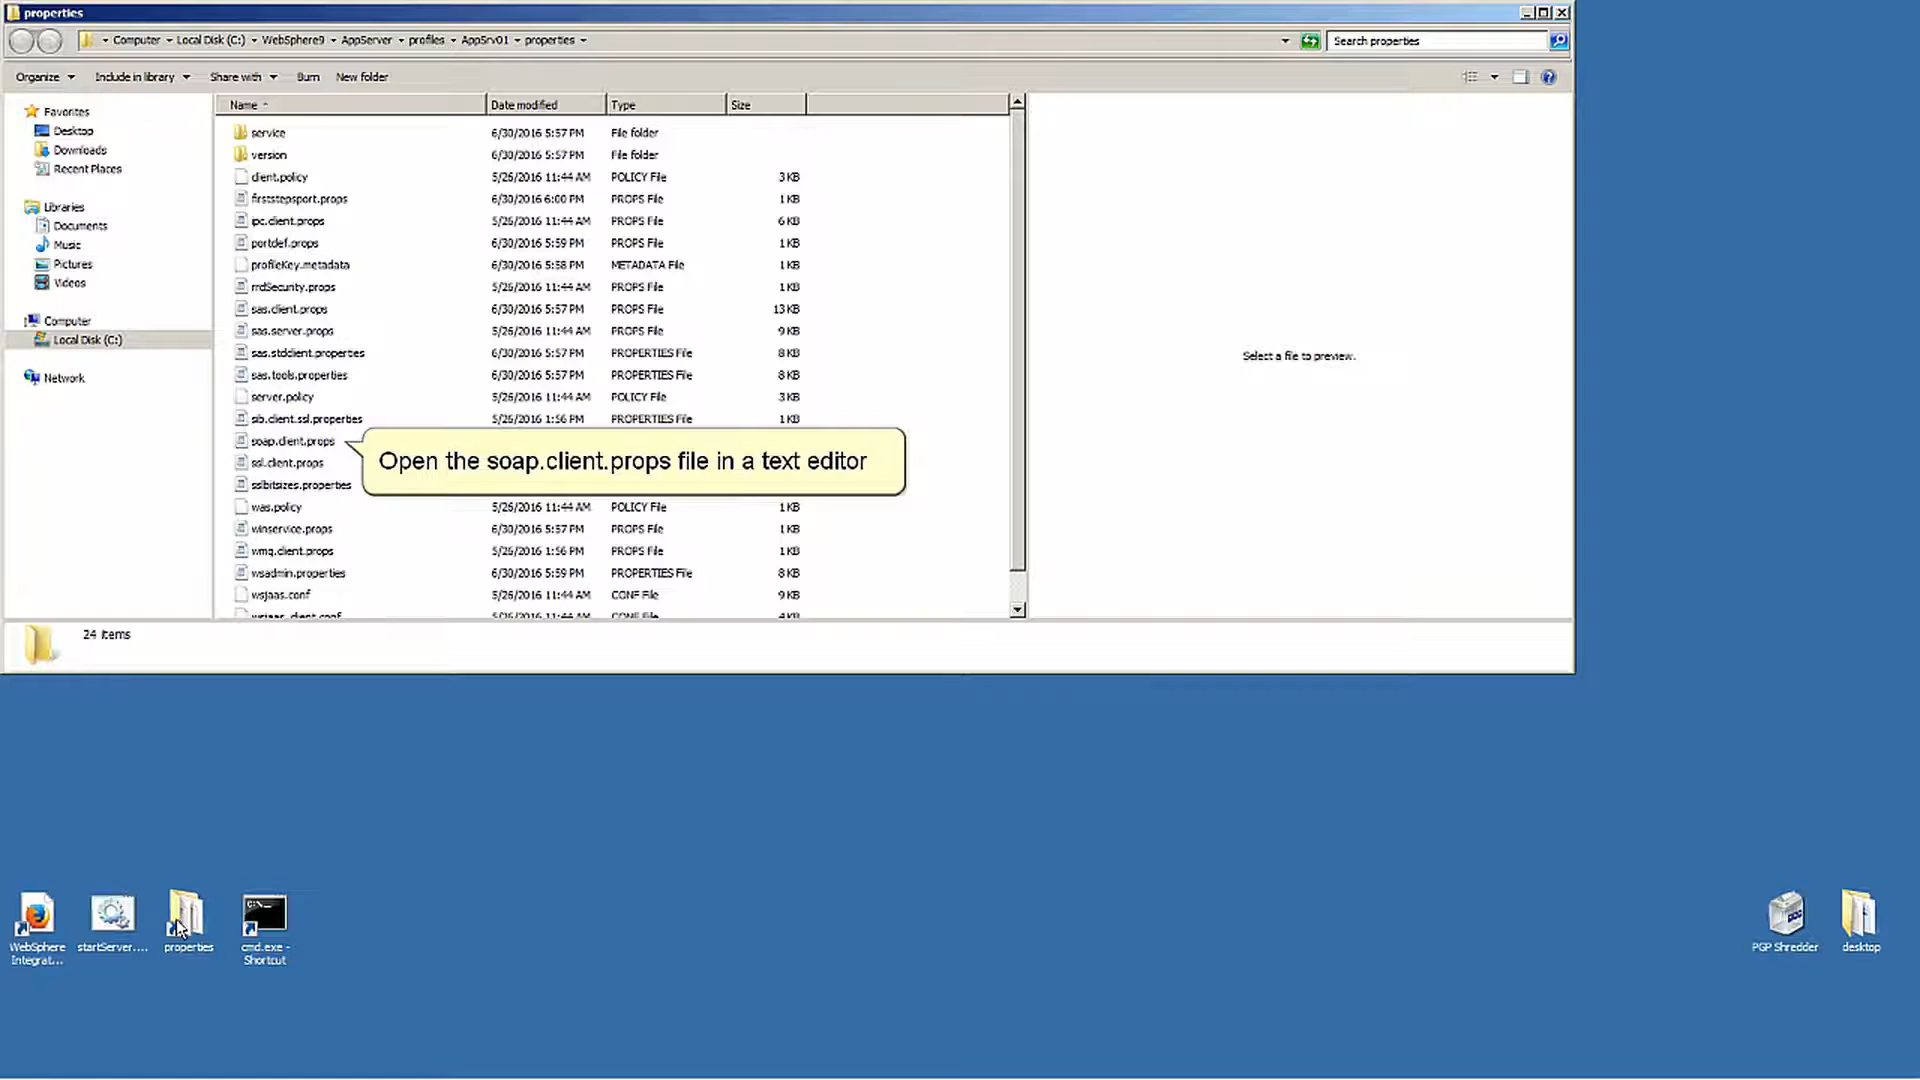 properties
Computer Local Disk (C:) WebSphere9 AppServer profiles AppSrv01 properties
Search properties
Organize Include in library Share with Burn New folder
Name Date modified Type Size
Favorites
Desktop
Downloads
Recent Places
Libraries
Documents
Music
Pictures
Videos
Computer
Local Disk (C:)
Network
service 6/30/2016 5:57 PM File folder
version 6/30/2016 5:57 PM File folder
client.policy 5/26/2016 11:44 AM POLICY File 3 KB
firststepsport.props 6/30/2016 6:00 PM PROPS File 1 KB
ipc.client.props 5/26/2016 11:44 AM PROPS File 6 KB
portdef.props 6/30/2016 5:59 PM PROPS File 1 KB
profileKey.metadata 6/30/2016 5:58 PM METADATA File 1 KB
rrdSecurity.props 5/26/2016 11:44 AM PROPS File 1 KB
sas.client.props 6/30/2016 5:57 PM PROPS File 13 KB
sas.server.props 5/26/2016 11:44 AM PROPS File 9 KB
sas.stdclient.properties 6/30/2016 5:57 PM PROPERTIES File 8 KB
sas.tools.properties 6/30/2016 5:57 PM PROPERTIES File 8 KB
server.policy 5/26/2016 11:44 AM POLICY File 3 KB
sib.client.ssl.properties 5/26/2016 1:56 PM PROPERTIES File 1 KB
soap.client.props
ssl.client.props
sslbitsizes.properties
Open the soap.client.props file in a text editor
was.policy 5/26/2016 11:44 AM POLICY File 1 KB
winservice.props 6/30/2016 5:57 PM PROPS File 1 KB
wmq.client.props 5/26/2016 1:56 PM PROPS File 1 KB
wsadmin.properties 6/30/2016 5:59 PM PROPERTIES File 8 KB
wsjaas.conf 5/26/2016 11:44 AM CONF File 9 KB
wsjaas_client.conf 5/26/2016 11:44 AM CONF File 4 KB
Select a file to preview.
24 items
WebSphere
Integrat...
startServer....
properties
cmd.exe -
Shortcut
PGP Shredder
desktop